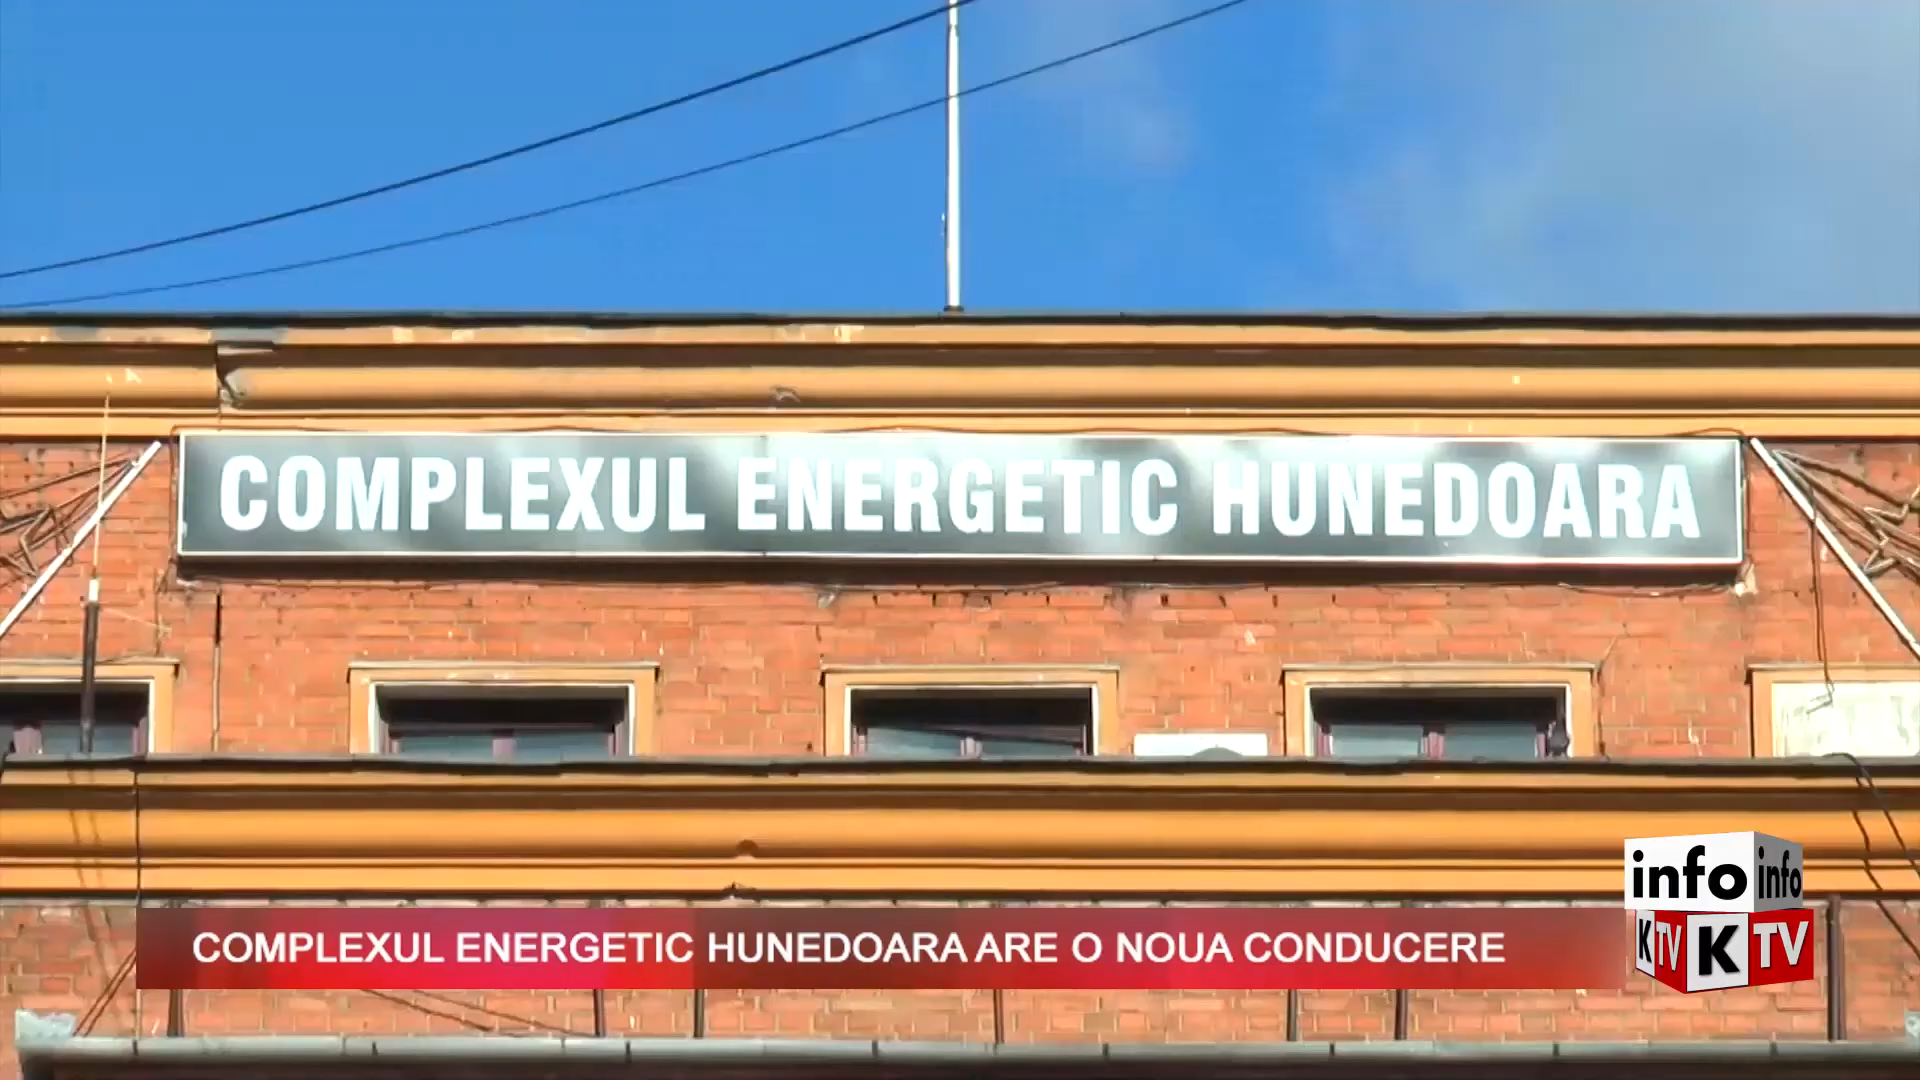 COMPLEXUL ENERGETIC HUNEDOARA
info info
COMPLEXUL ENERGETIC HUNEDOARA ARE O NOUA CONDUCERE
KTV KTV